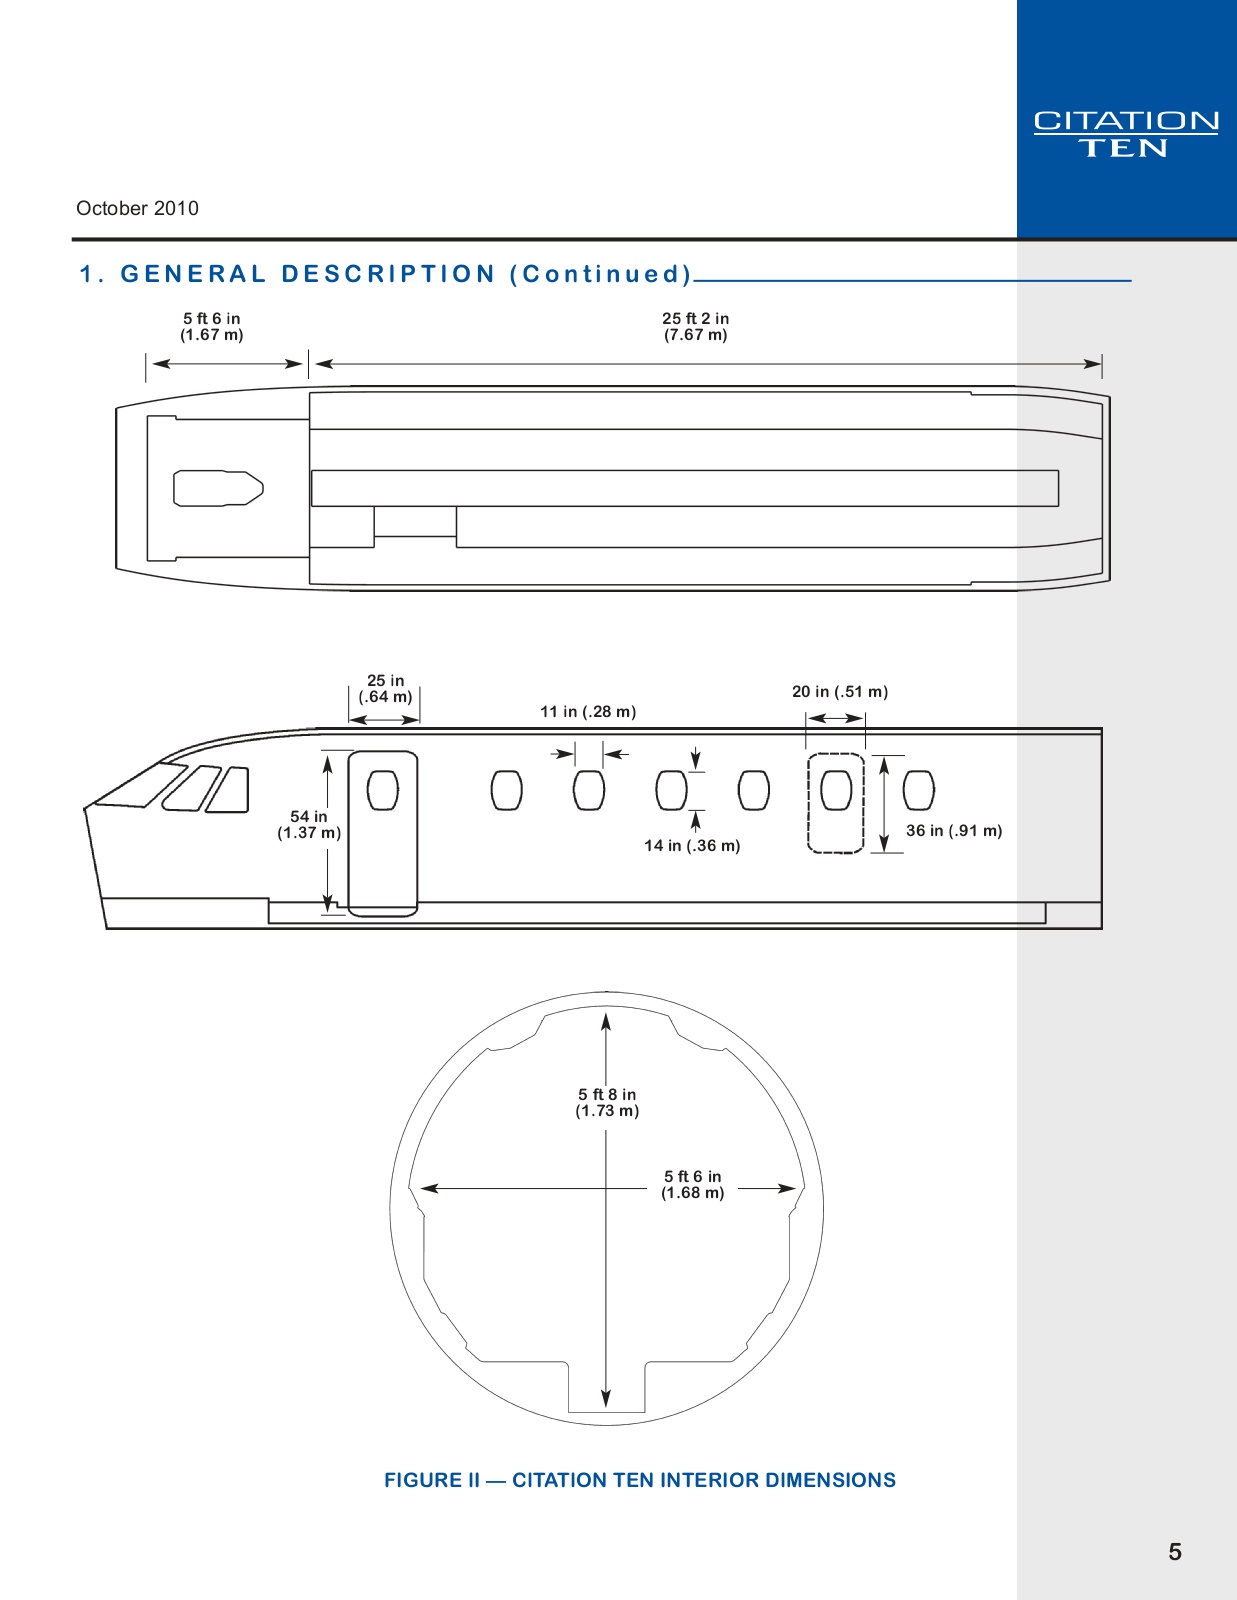 CITATION
TEN
October 2010
1. GENERAL DESCRIPTION (Continued)
5 ft 6 in
(1.67 m)
25 ft 2 in
(7.67 m)
25 in
(.64 m)
11 in (.28 m)
20 in (.51 m)
54 in
(1.37 m)
14 in (.36 m)
36 in (.91 m)
5 ft 8 in
(1.73 m)
5 ft 6 in
(1.68 m)
FIGURE II — CITATION TEN INTERIOR DIMENSIONS
5